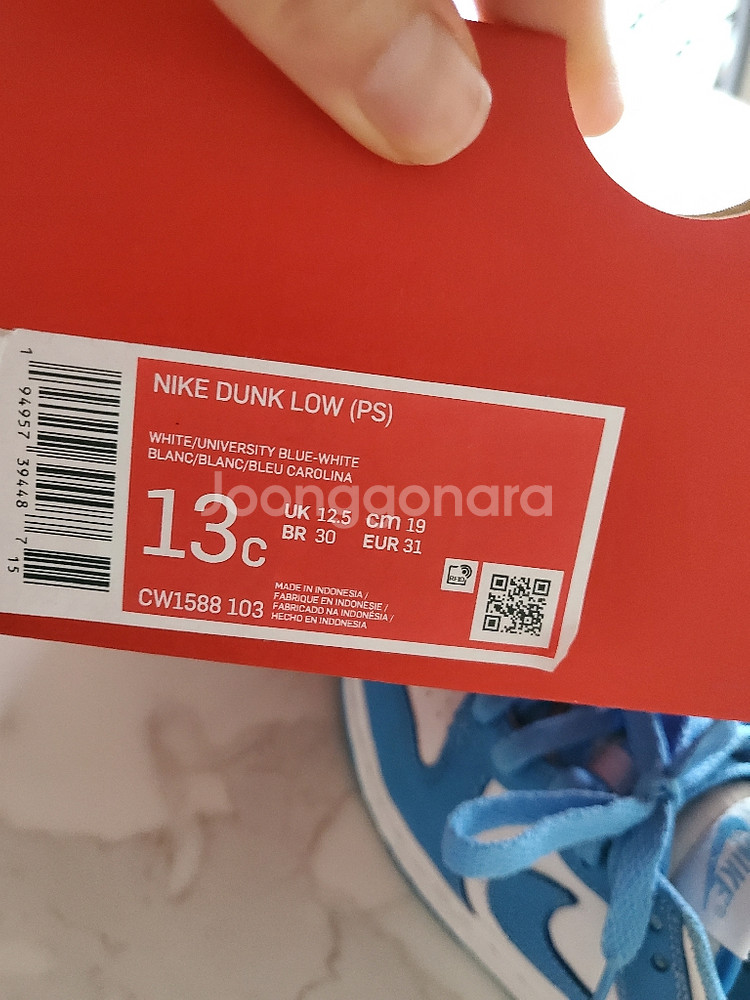 NIKE DUNK LOW (PS)
WHITE/UNIVERSITY BLUE-WHITE
BLANC/BLANC/BLEU CAROLINA
Joonggonara
13C
UK 12.5 cm 19
BR 30 EUR 31
CW1588 103
MADE IN INDONESIA /
FABRIQUE EN INDONESIE /
FABRICADO NA INDONÉSIA /
HECHO EN INDONESIA
RFID
1 94957 39448 7 15
NIKE